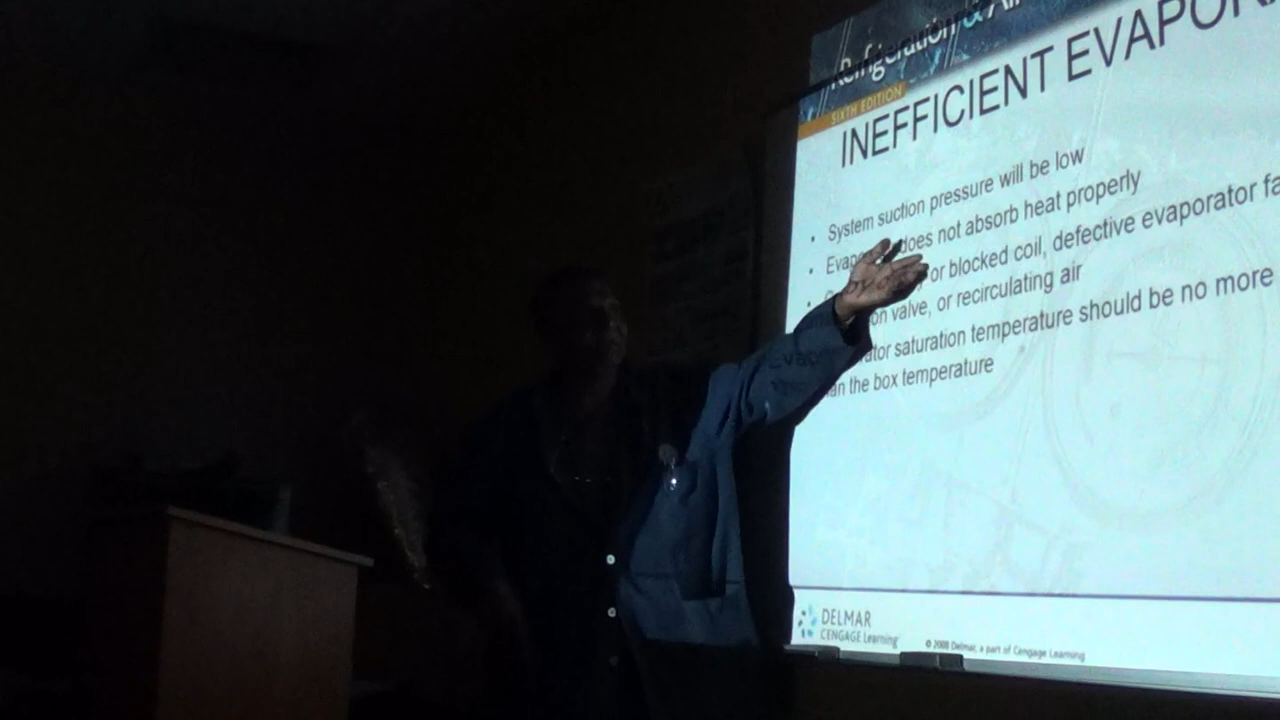 Refrigeration & Ai
SIXTH EDITION
INEFFICIENT EVAPOR
• System suction pressure will be low
• Evap does not absorb heat properly
• or blocked coil, defective evaporator fa
on valve, or recirculating air
ator saturation temperature should be no more
an the box temperature
DELMAR
CENGAGE Learning
© 2008 Delmar, a part of Cengage Learning